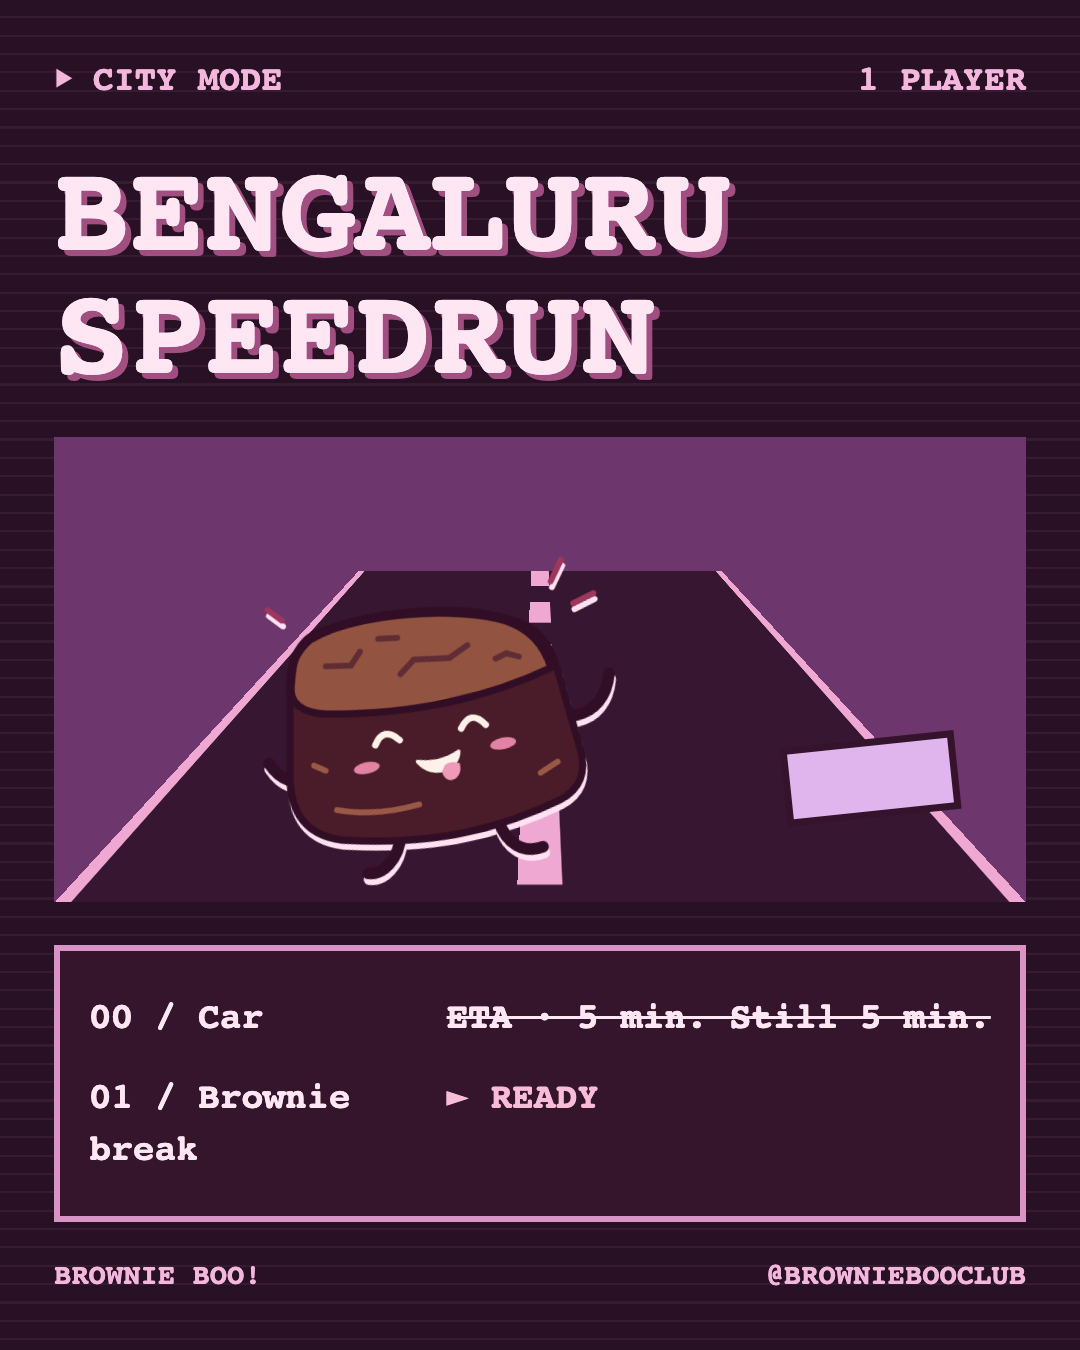 ▶ CITY MODE
1 PLAYER
BENGALURU
SPEEDRUN
00 / Car
ETA · 5 min. Still 5 min.
01 / Brownie break
► READY
BROWNIE BOO!
@BROWNIEBOOCLUB